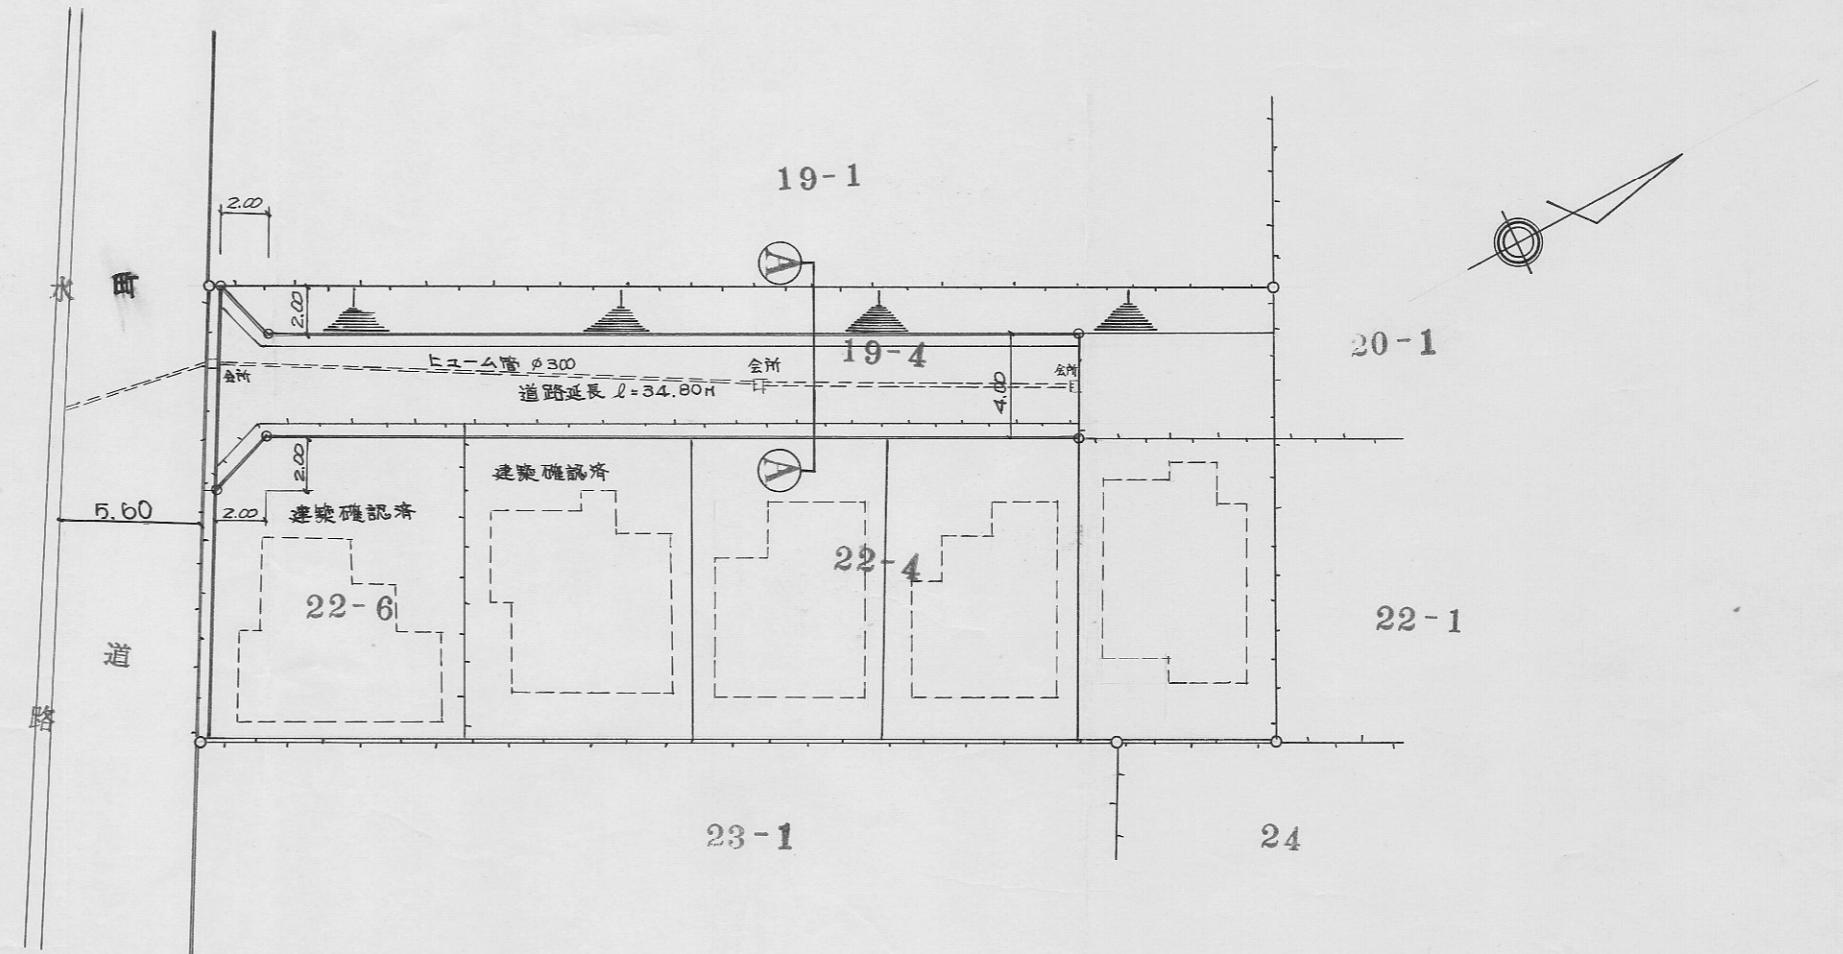 19-1
2.00
水
町
A
2.00
20-1
19-4
ヒューム管 φ300
会所
会所
会所
道路延長 l=34.80M
4.00
2.00
建築確認済
A
5.60
2.00
建築確認済
22-4
22-6
22-1
道
路
23-1
24